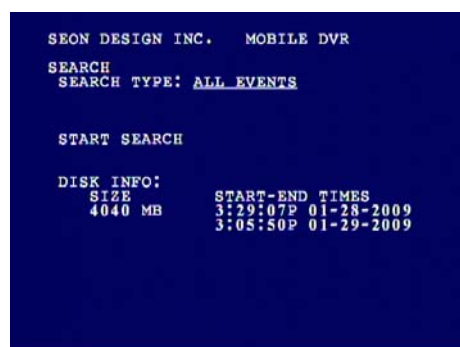 SEON DESIGN INC. MOBILE DVR
SEARCH
SEARCH TYPE: ALL EVENTS
START SEARCH
DISK INFO:
SIZE START-END TIMES
4040 MB 3:29:07P 01-28-2009
3:05:50P 01-29-2009